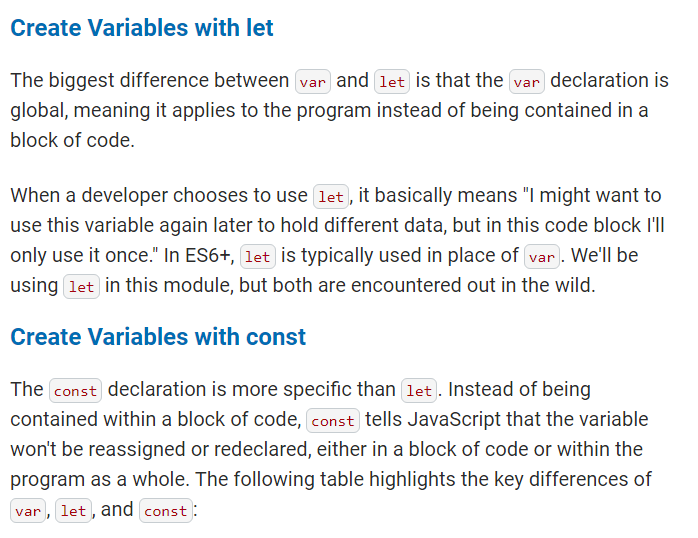 Create Variables with let
The biggest difference between var and let is that the var declaration is
global, meaning it applies to the program instead of being contained in a
block of code.
When a developer chooses to use let, it basically means "I might want to
use this variable again later to hold different data, but in this code block I'll
only use it once." In ES6+, let is typically used in place of var. We'll be
using let in this module, but both are encountered out in the wild.
Create Variables with const
The const declaration is more specific than let. Instead of being
contained within a block of code, const tells JavaScript that the variable
won't be reassigned or redeclared, either in a block of code or within the
program as a whole. The following table highlights the key differences of
var, let, and const: